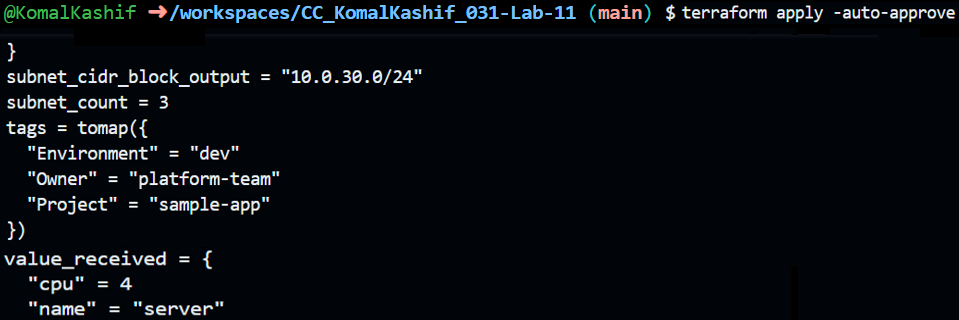 @KomalKashif ➜/workspaces/CC_KomalKashif_031-Lab-11 (main) $ terraform apply -auto-approve
}
subnet_cidr_block_output = "10.0.30.0/24"
subnet_count = 3
tags = tomap({
  "Environment" = "dev"
  "Owner" = "platform-team"
  "Project" = "sample-app"
})
value_received = {
  "cpu" = 4
  "name" = "server"